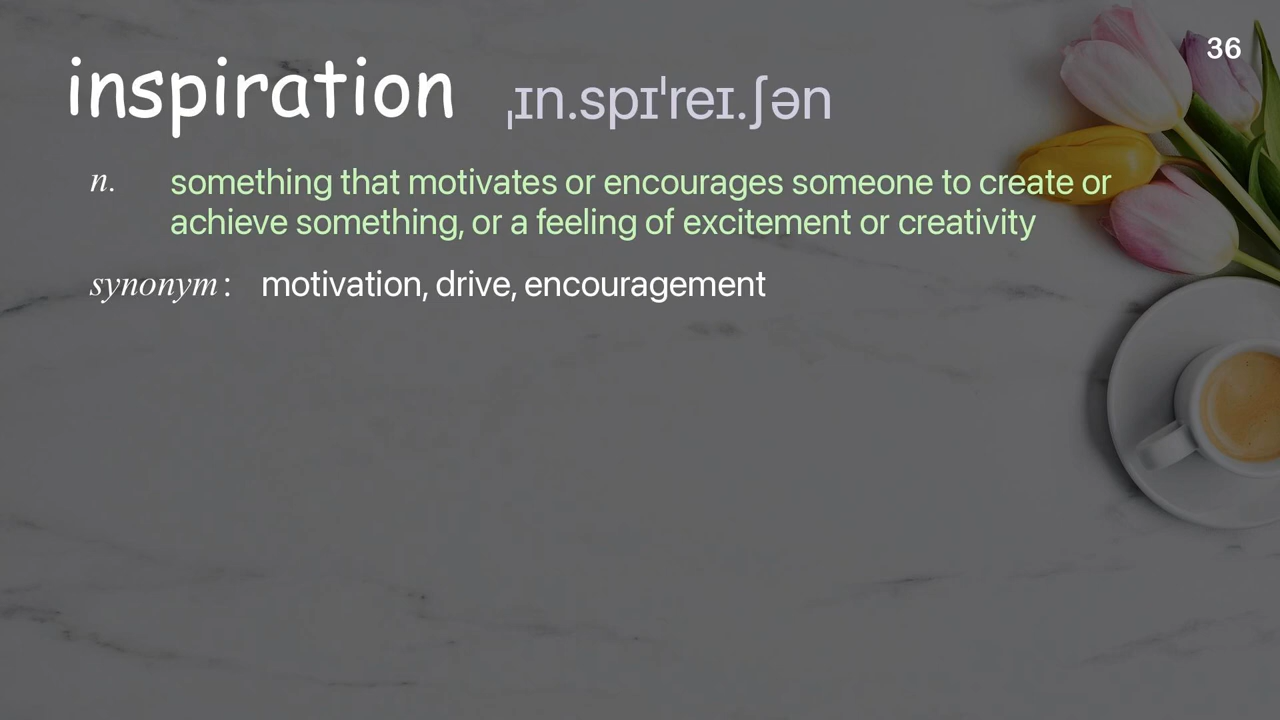 36
inspiration ˌɪn.spɪˈreɪ.ʃən
n. something that motivates or encourages someone to create or
achieve something, or a feeling of excitement or creativity
synonym : motivation, drive, encouragement